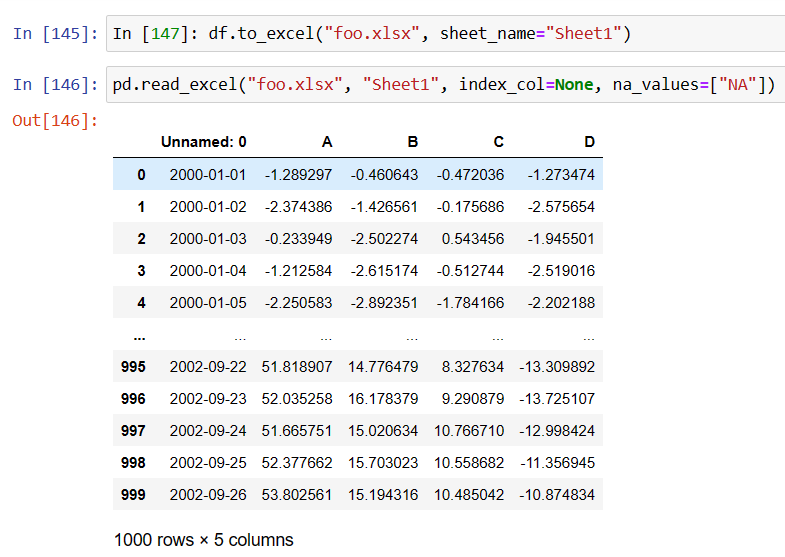 In [145]: In [147]: df.to_excel("foo.xlsx", sheet_name="Sheet1")
In [146]: pd.read_excel("foo.xlsx", "Sheet1", index_col=None, na_values=["NA"])
Out[146]:
Unnamed: 0 A B C D
0 2000-01-01 -1.289297 -0.460643 -0.472036 -1.273474
1 2000-01-02 -2.374386 -1.426561 -0.175686 -2.575654
2 2000-01-03 -0.233949 -2.502274 0.543456 -1.945501
3 2000-01-04 -1.212584 -2.615174 -0.512744 -2.519016
4 2000-01-05 -2.250583 -2.892351 -1.784166 -2.202188
... ... ... ... ... ...
995 2002-09-22 51.818907 14.776479 8.327634 -13.309892
996 2002-09-23 52.035258 16.178379 9.290879 -13.725107
997 2002-09-24 51.665751 15.020634 10.766710 -12.998424
998 2002-09-25 52.377662 15.703023 10.558682 -11.356945
999 2002-09-26 53.802561 15.194316 10.485042 -10.874834
1000 rows × 5 columns